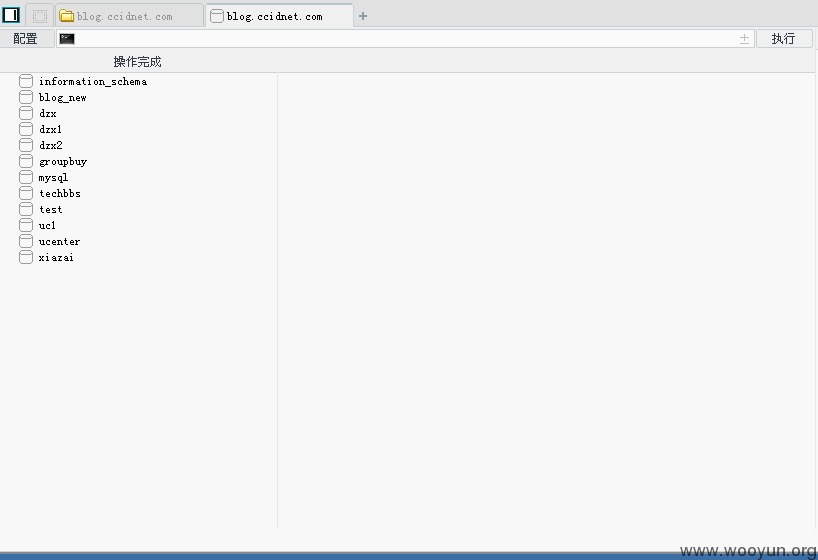 blog.ccidnet.com blog.ccidnet.com +
配置 执行
操作完成
information_schema
blog_new
dzx
dzx1
dzx2
groupbuy
mysql
techbbs
test
uc1
ucenter
xiazai
www.wooyun.org